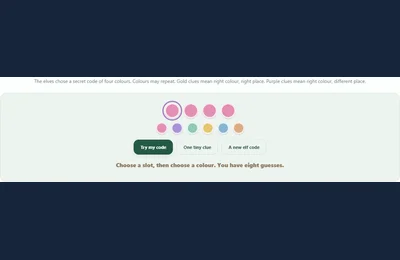 The elves chose a secret code of four colours. Colours may repeat. Gold clues mean right colour, right place. Purple clues mean right colour, different place.
Try my code
One tiny clue
A new elf code
Choose a slot, then choose a colour. You have eight guesses.